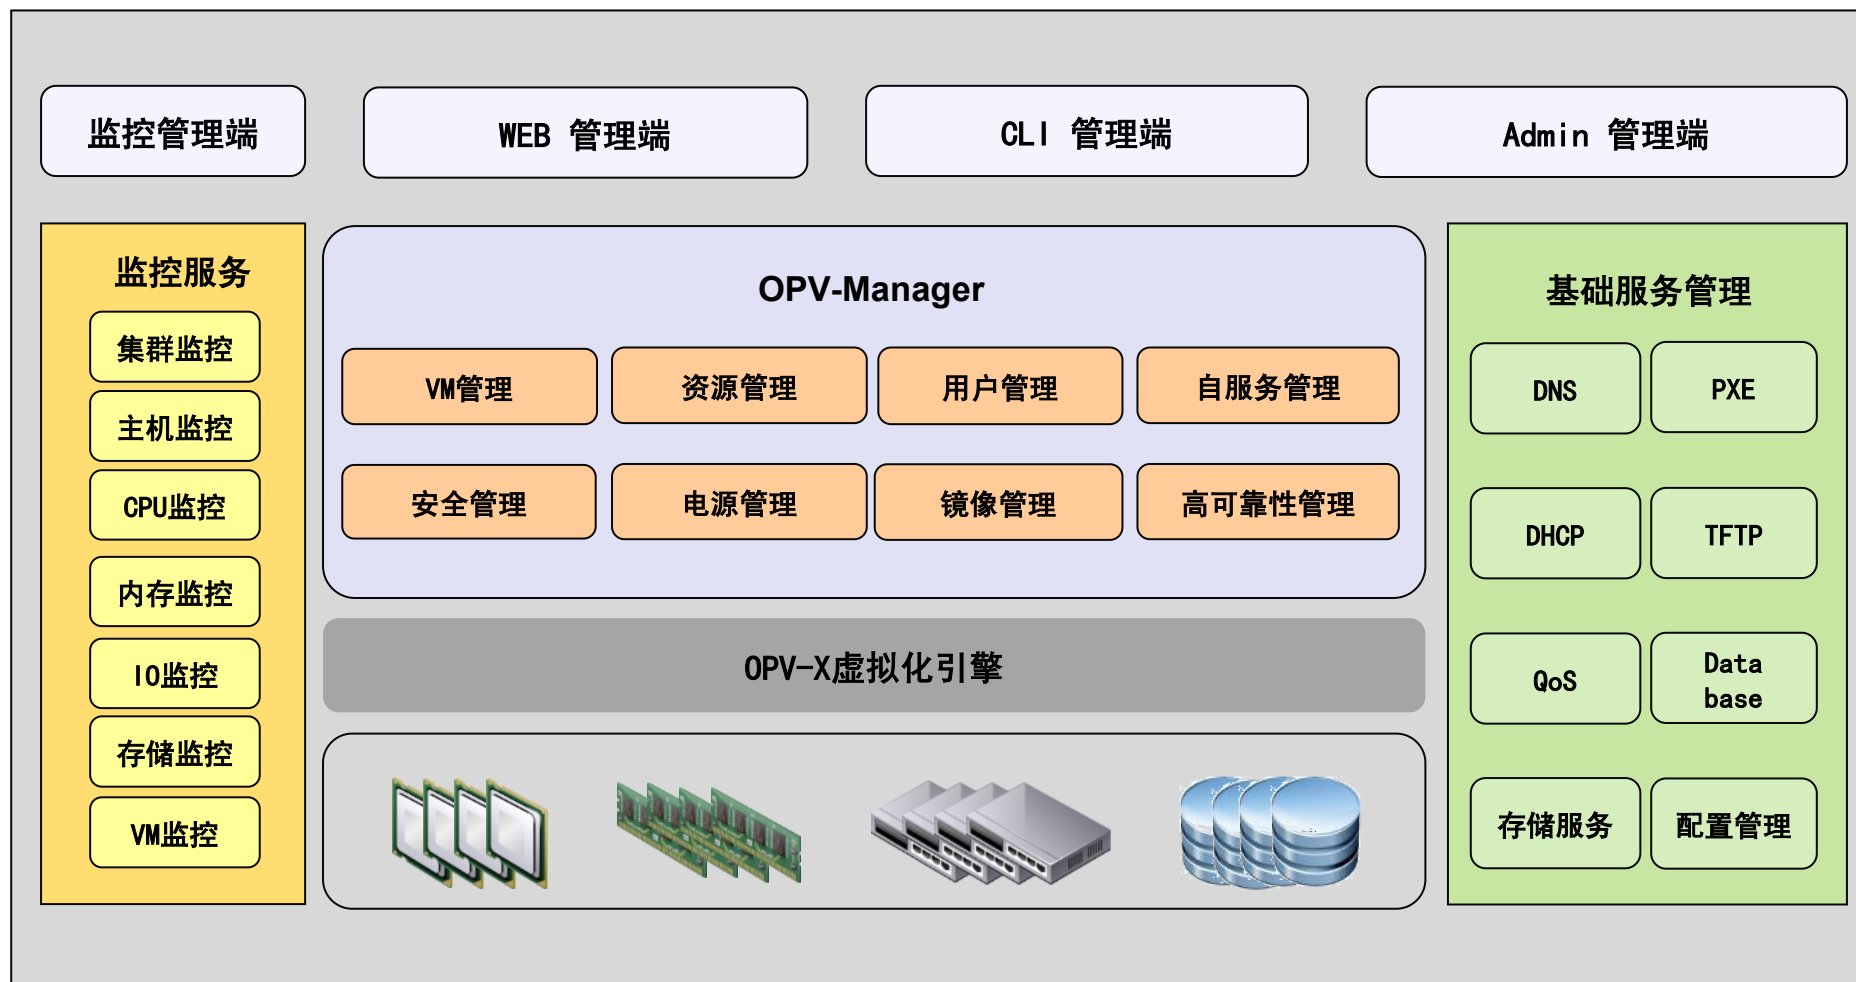 监控管理端
WEB 管理端
CLI 管理端
Admin 管理端
监控服务
集群监控
主机监控
CPU监控
内存监控
IO监控
存储监控
VM监控
OPV-Manager
VM管理
资源管理
用户管理
自服务管理
安全管理
电源管理
镜像管理
高可靠性管理
OPV-X虚拟化引擎
基础服务管理
DNS
PXE
DHCP
TFTP
QoS
Data
base
存储服务
配置管理